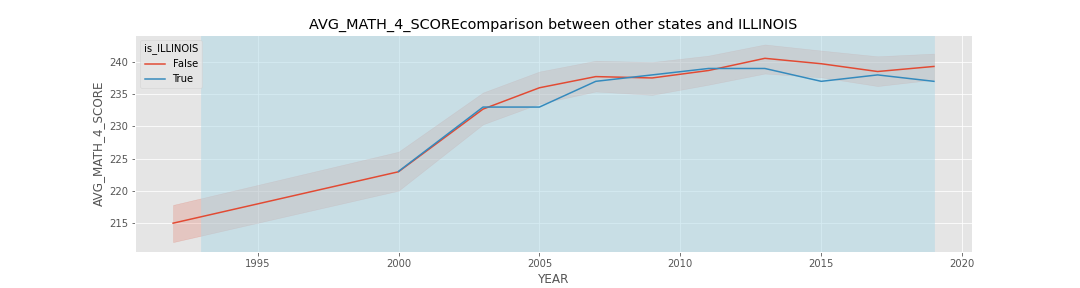 AVG_MATH_4_SCOREcomparison between other states and ILLINOIS
is_ILLINOIS
False
True
AVG_MATH_4_SCORE
240
235
230
225
220
215
1995 2000 2005 2010 2015 2020
YEAR